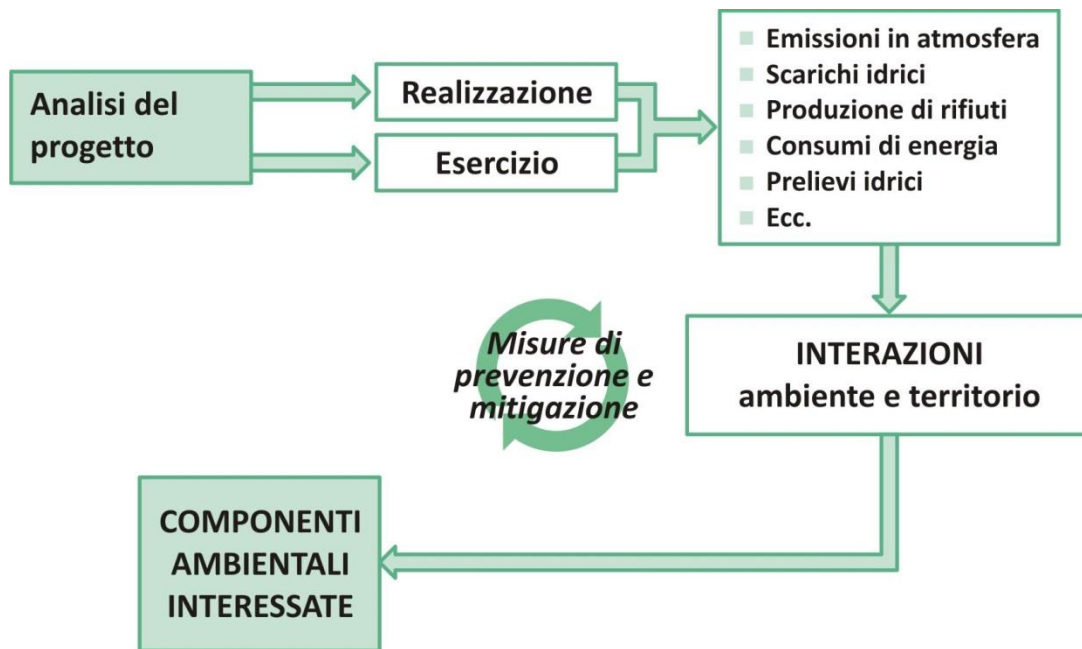 Analisi del
progetto
Realizzazione
Esercizio
Emissioni in atmosfera
Scarichi idrici
Produzione di rifiuti
Consumi di energia
Prelievi idrici
Ecc.
INTERAZIONI
ambiente e territorio
Misure di
prevenzione e
mitigazione
COMPONENTI
AMBIENTALI
INTERESSATE